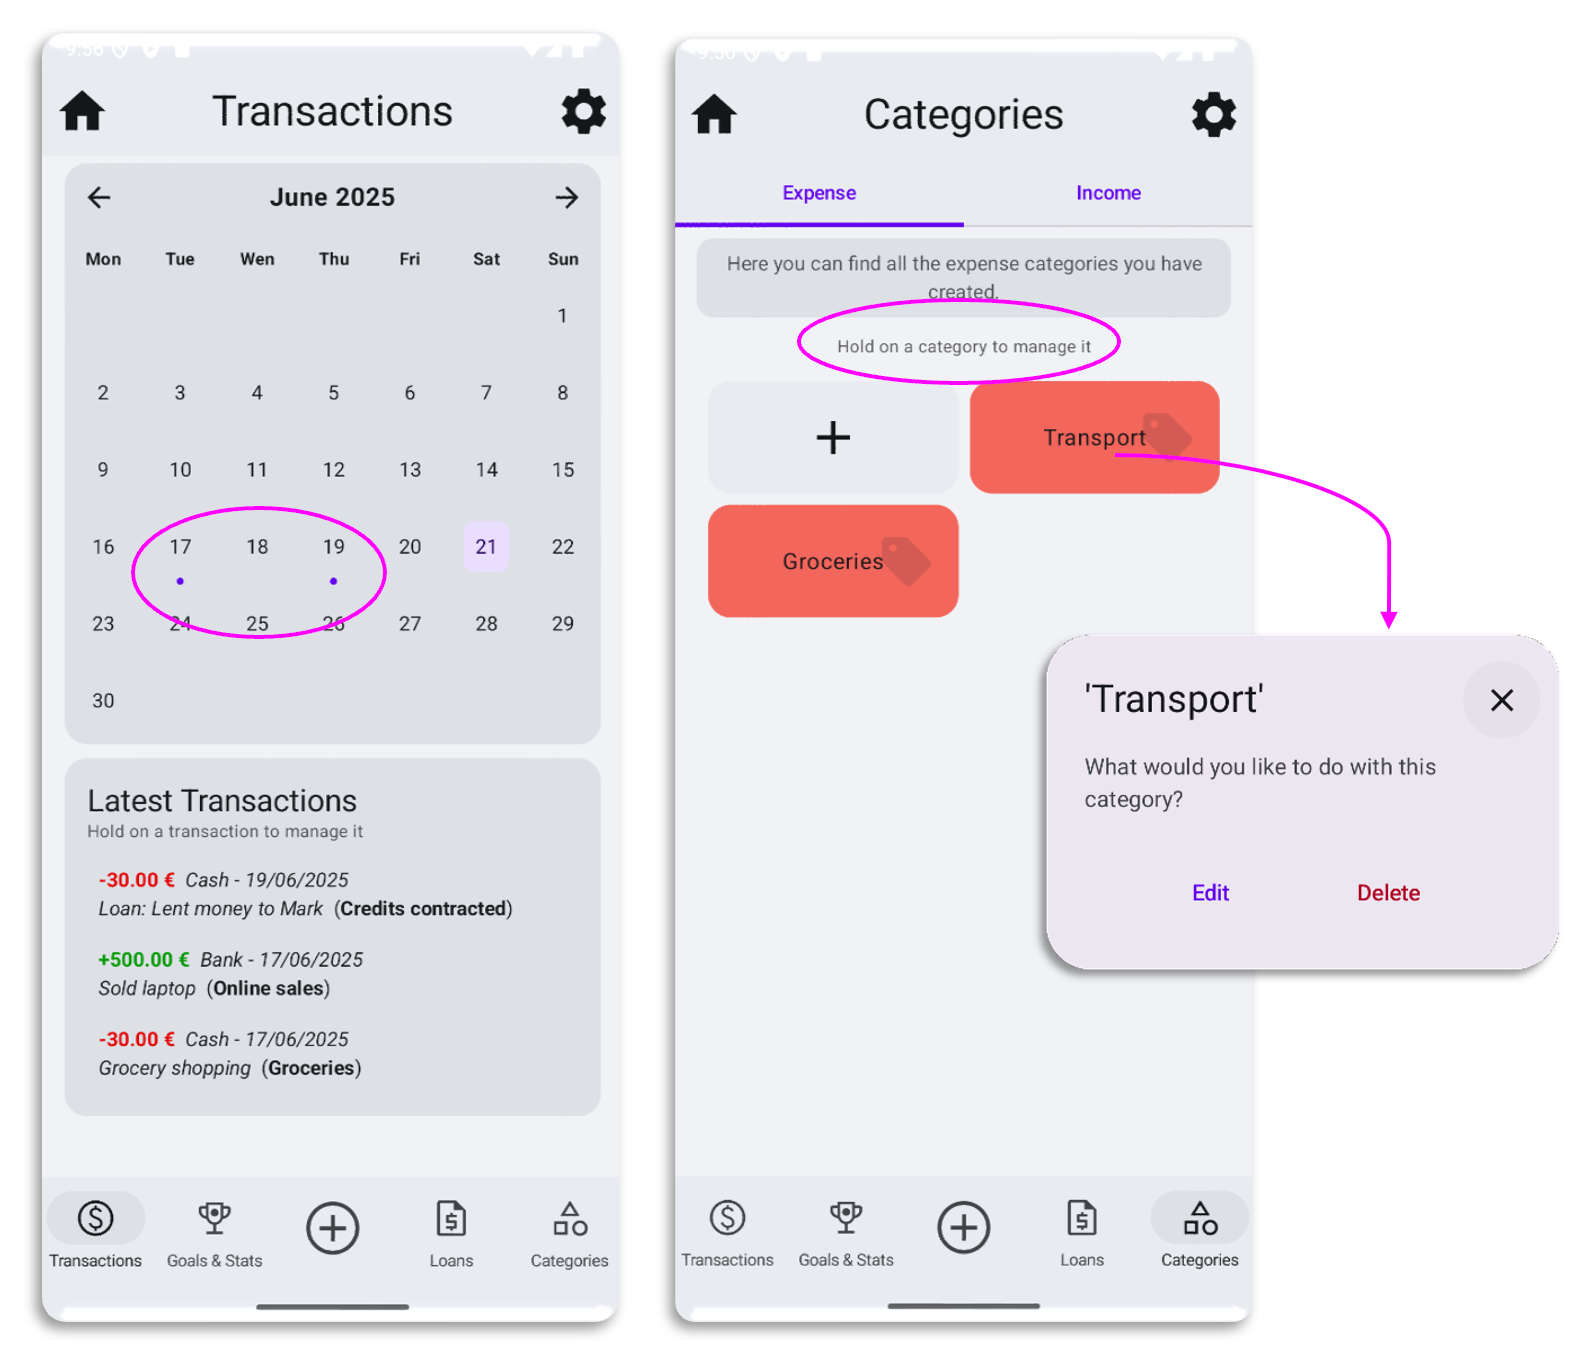 9:56
Transactions
June 2025
Mon Tue Wen Thu Fri Sat Sun
1
2 3 4 5 6 7 8
9 10 11 12 13 14 15
16 17 18 19 20 21 22
23 24 25 26 27 28 29
30
Latest Transactions
Hold on a transaction to manage it
-30.00 € Cash - 19/06/2025
Loan: Lent money to Mark (Credits contracted)
+500.00 € Bank - 17/06/2025
Sold laptop (Online sales)
-30.00 € Cash - 17/06/2025
Grocery shopping (Groceries)
Transactions Goals & Stats Loans Categories
9:56
Categories
Expense Income
Here you can find all the expense categories you have
created.
Hold on a category to manage it
Transport
Groceries
'Transport'
What would you like to do with this
category?
Edit Delete
Transactions Goals & Stats Loans Categories